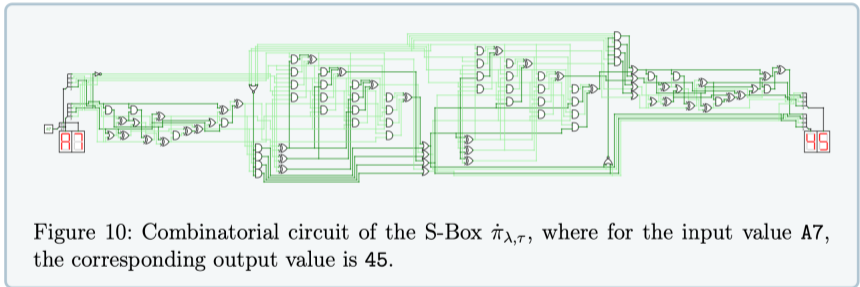 A7
45
Figure 10: Combinatorial circuit of the S-Box π̇λ,τ, where for the input value A7,
the corresponding output value is 45.